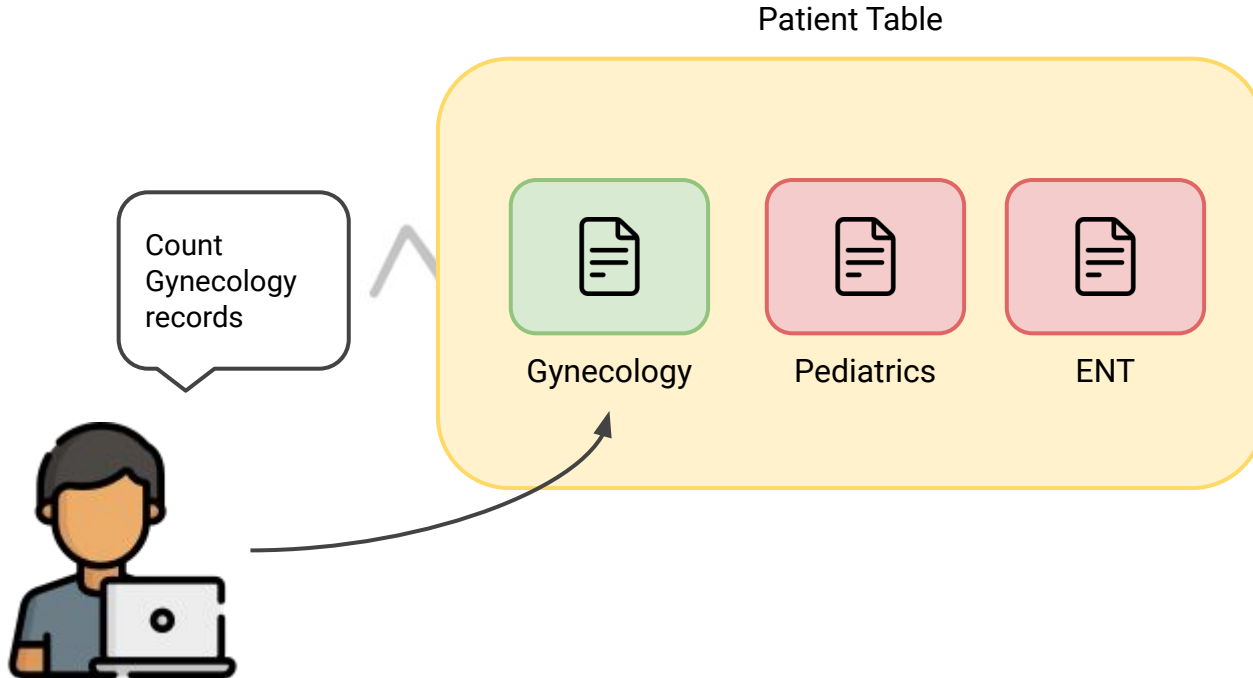 Patient Table
Count
Gynecology
records
Gynecology
Pediatrics
ENT